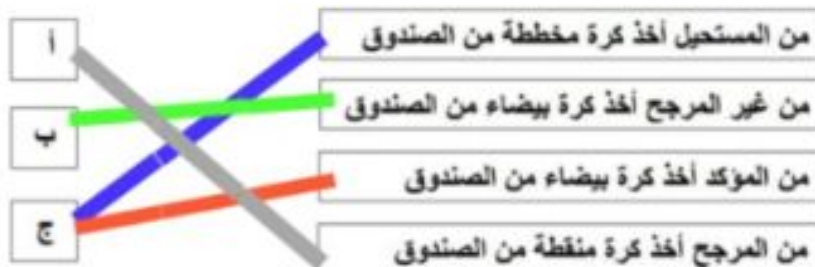 من المستحيل أخذ كرة مخططة من الصندوق
أ
من غير المرجح أخذ كرة بيضاء من الصندوق
ب
من المؤكد أخذ كرة بيضاء من الصندوق
ج
من المرجح أخذ كرة منقطة من الصندوق